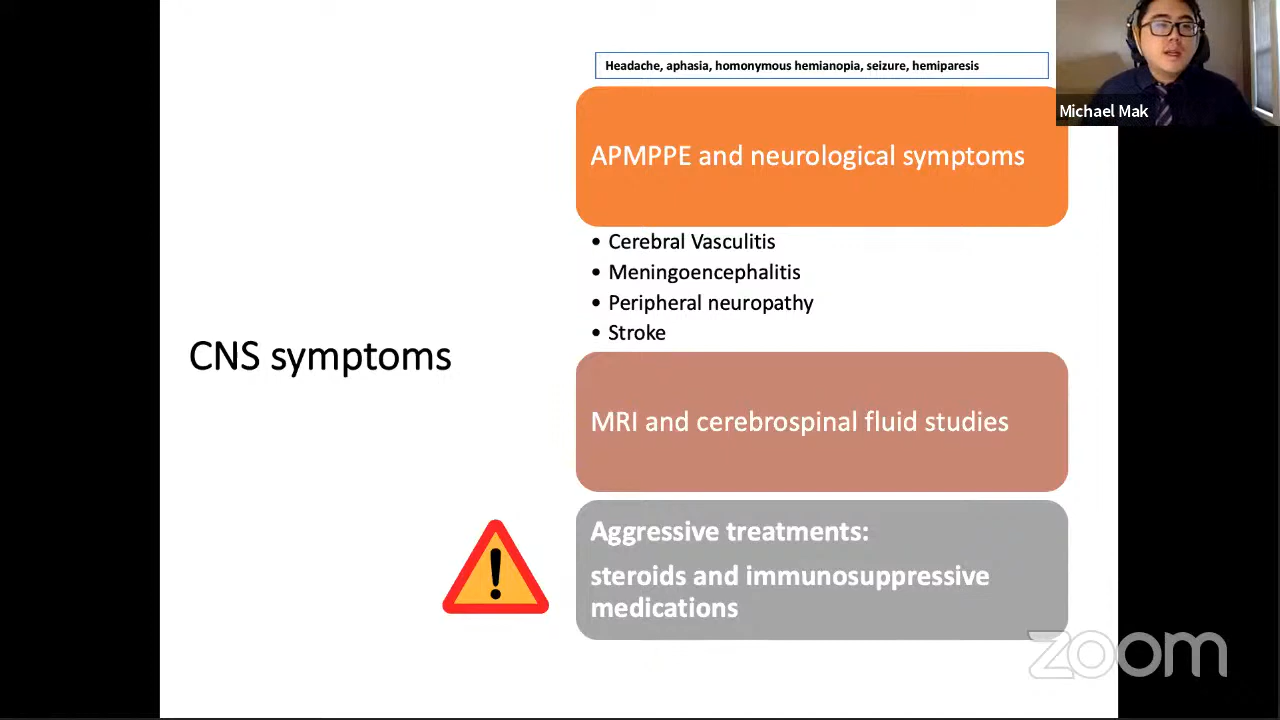 Headache, aphasia, homonymous hemianopia, seizure, hemiparesis
Michael Mak
APMPPE and neurological symptoms
• Cerebral Vasculitis
• Meningoencephalitis
• Peripheral neuropathy
• Stroke
CNS symptoms
MRI and cerebrospinal fluid studies
Aggressive treatments:
steroids and immunosuppressive
medications
zoom